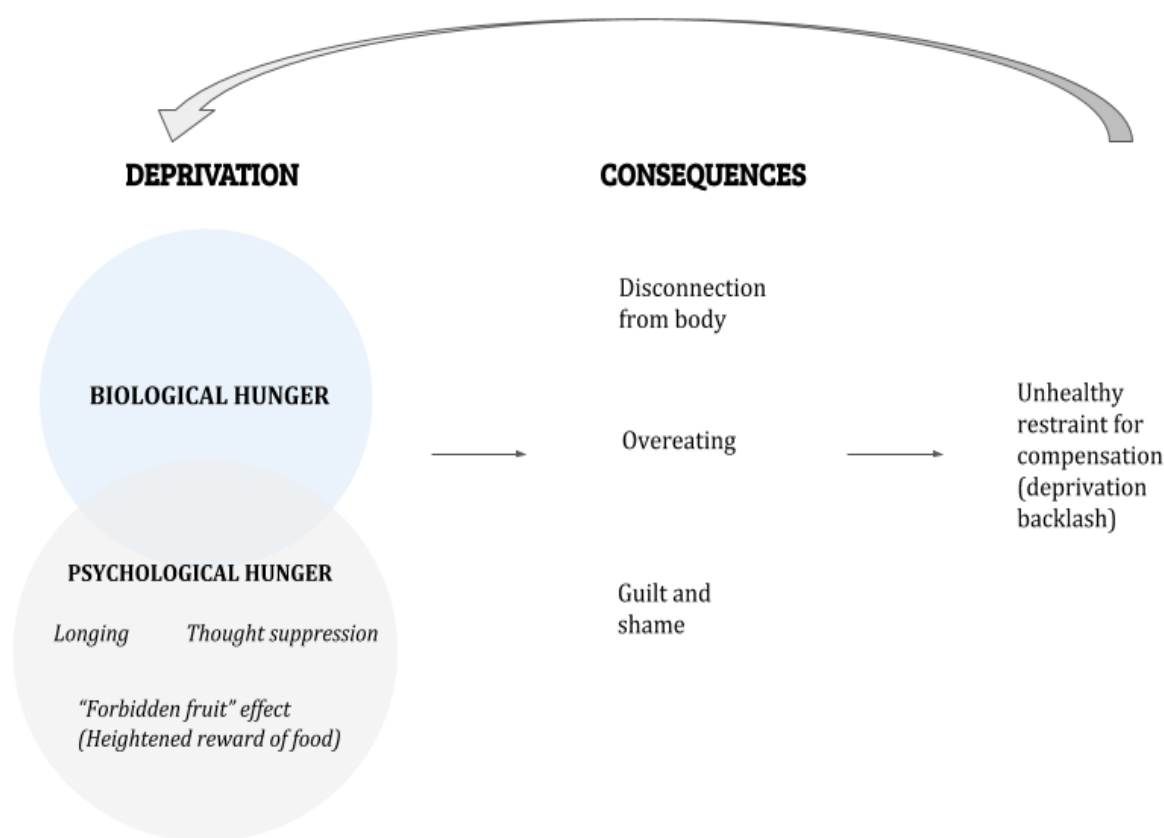 DEPRIVATION
CONSEQUENCES
BIOLOGICAL HUNGER
PSYCHOLOGICAL HUNGER
Longing
Thought suppression
“Forbidden fruit” effect
(Heightened reward of food)
Disconnection
from body
Overeating
Guilt and
shame
Unhealthy
restraint for
compensation
(deprivation
backlash)